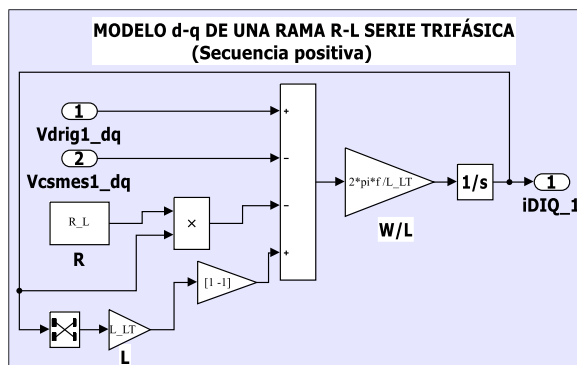 MODELO d-q DE UNA RAMA R-L SERIE TRIFÁSICA
(Secuencia positiva)
1
Vdrig1_dq
2
Vcsmes1_dq
R_L
R
×
+
−
−
+
2*pi*f /L_LT
W/L
1/s
1
iDIQ_1
[1 -1]
L_LT
L